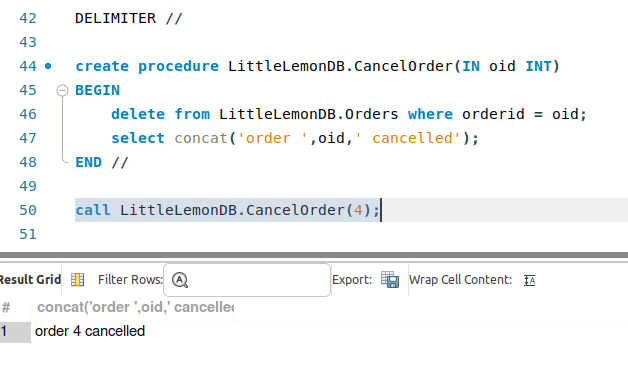 42 DELIMITER //
43
44 create procedure LittleLemonDB.CancelOrder(IN oid INT)
45 BEGIN
46 delete from LittleLemonDB.Orders where orderid = oid;
47 select concat('order ',oid,' cancelled');
48 END //
49
50 call LittleLemonDB.CancelOrder(4);
51
Result Grid Filter Rows: Export: Wrap Cell Content: IA
# concat('order ',oid,' cancelled
1 order 4 cancelled